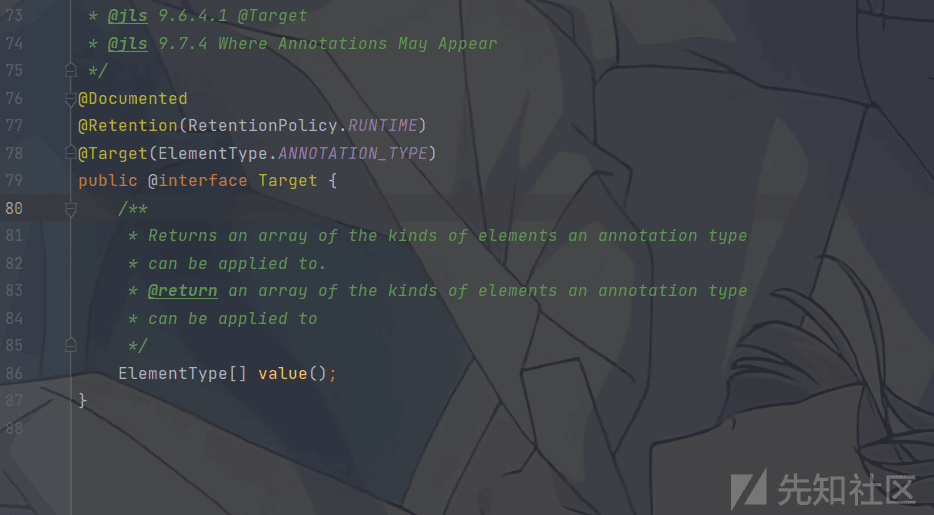 73 * @jls 9.6.4.1 @Target
74 * @jls 9.7.4 Where Annotations May Appear
75 */
76 @Documented
77 @Retention(RetentionPolicy.RUNTIME)
78 @Target(ElementType.ANNOTATION_TYPE)
79 public @interface Target {
80 /**
81 * Returns an array of the kinds of elements an annotation type
82 * can be applied to.
83 * @return an array of the kinds of elements an annotation type
84 * can be applied to
85 */
86 ElementType[] value();
87 }
88
先知社区